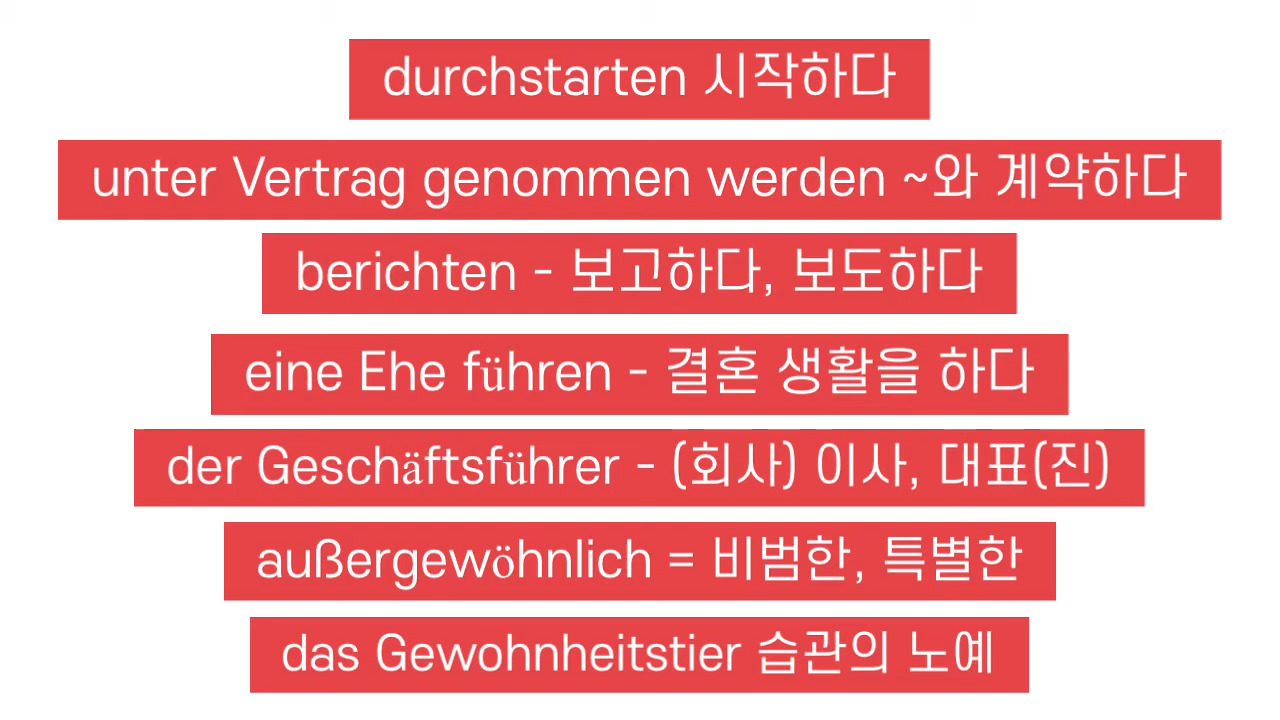 durchstarten 시작하다
unter Vertrag genommen werden ~와 계약하다
berichten - 보고하다, 보도하다
eine Ehe führen - 결혼 생활을 하다
der Geschäftsführer - (회사) 이사, 대표(진)
außergewöhnlich = 비범한, 특별한
das Gewohnheitstier 습관의 노예